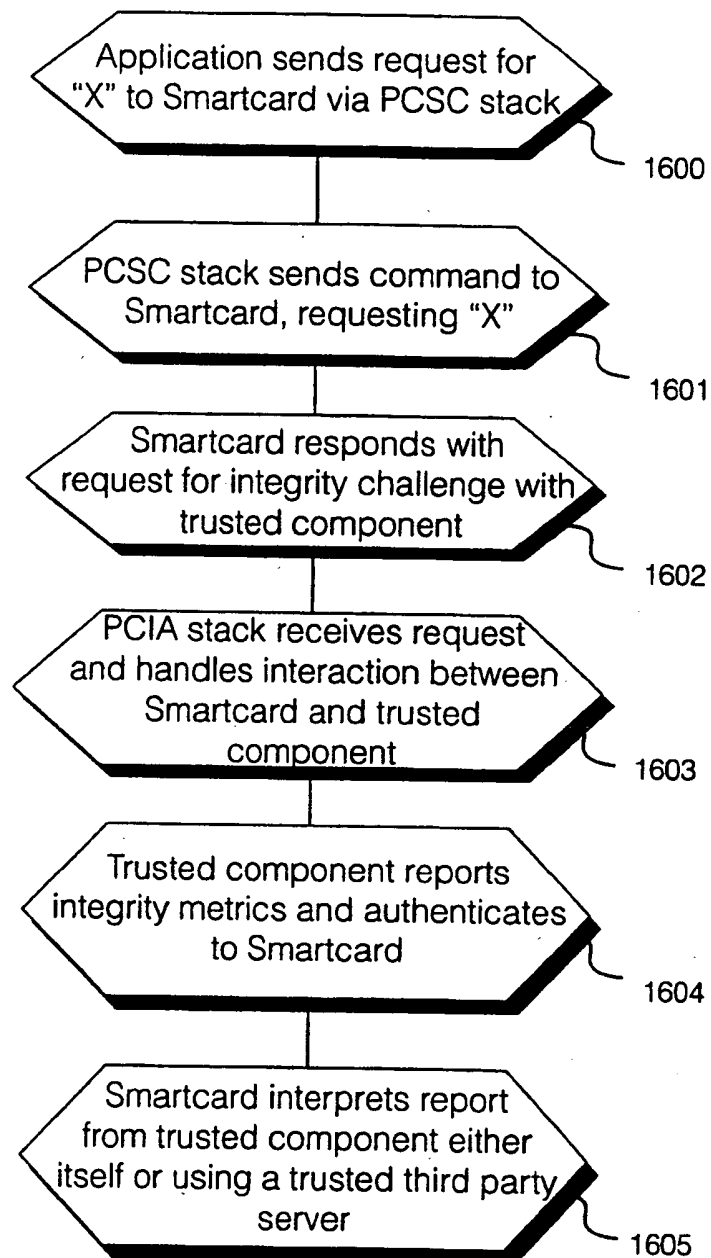 Application sends request for
“X” to Smartcard via PCSC stack
1600
PCSC stack sends command to
Smartcard, requesting “X”
1601
Smartcard responds with
request for integrity challenge with
trusted component
1602
PCIA stack receives request
and handles interaction between
Smartcard and trusted
component
1603
Trusted component reports
integrity metrics and authenticates
to Smartcard
1604
Smartcard interprets report
from trusted component either
itself or using a trusted third party
server
1605